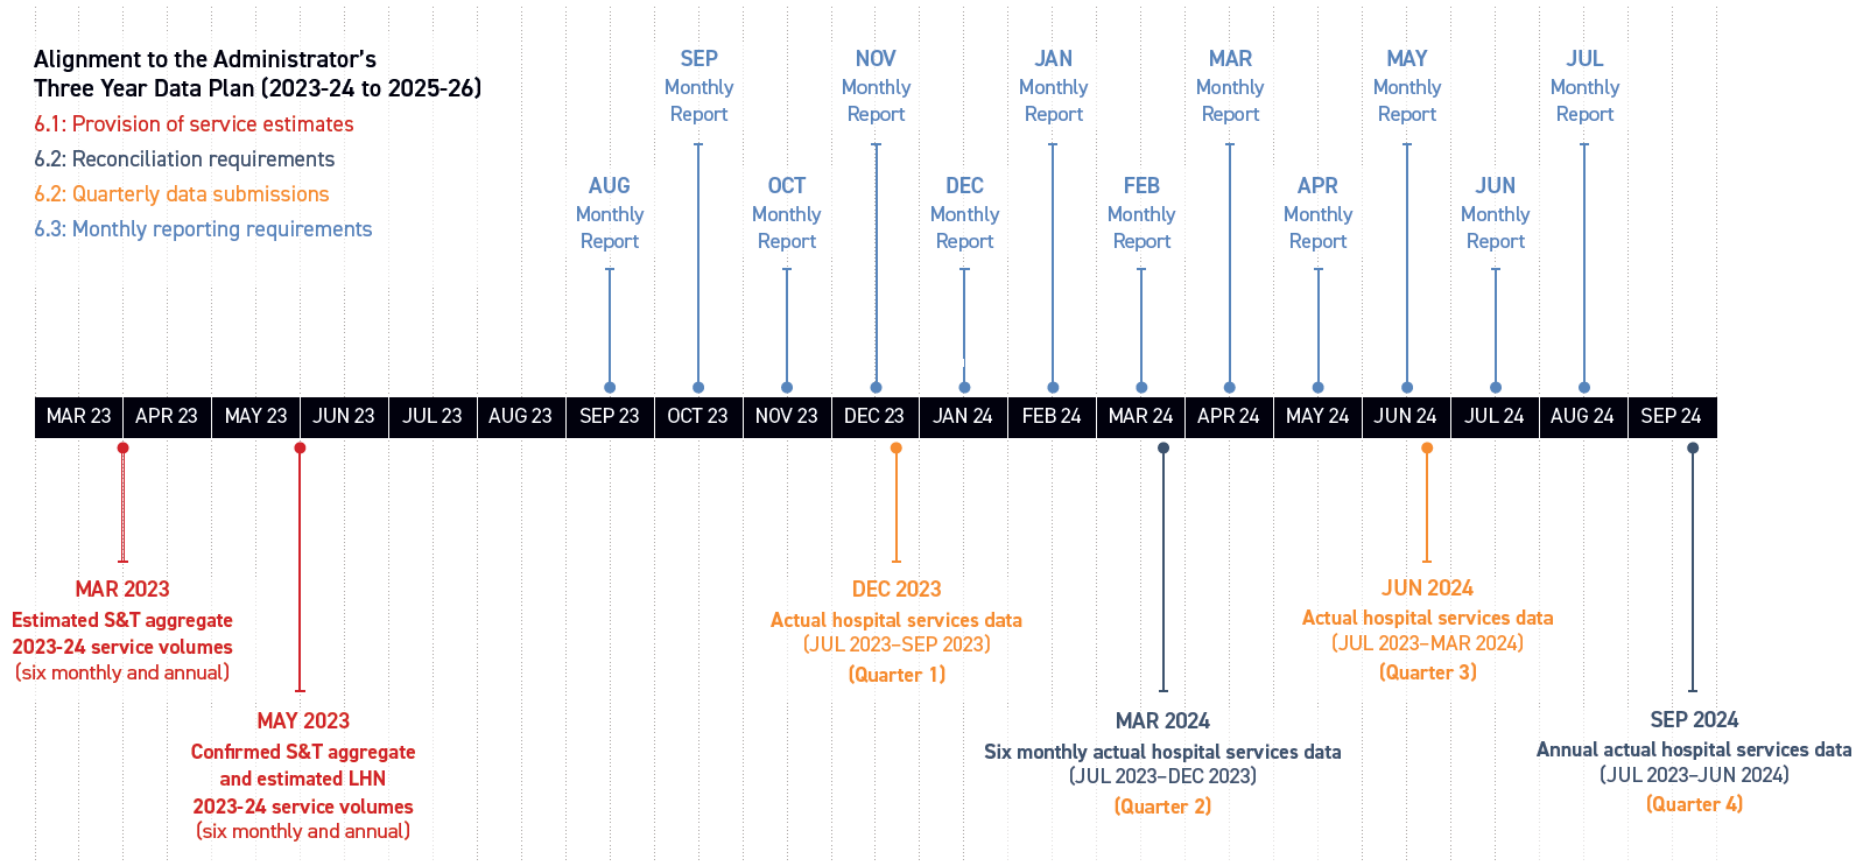 Alignment to the Administrator's
Three Year Data Plan (2023-24 to 2025-26)
6.1: Provision of service estimates
6.2: Reconciliation requirements
6.2: Quarterly data submissions
6.3: Monthly reporting requirements
AUG
Monthly
Report
SEP
Monthly
Report
OCT
Monthly
Report
NOV
Monthly
Report
DEC
Monthly
Report
JAN
Monthly
Report
FEB
Monthly
Report
MAR
Monthly
Report
APR
Monthly
Report
MAY
Monthly
Report
JUN
Monthly
Report
JUL
Monthly
Report
MAR 23 APR 23 MAY 23 JUN 23 JUL 23 AUG 23 SEP 23 OCT 23 NOV 23 DEC 23 JAN 24 FEB 24 MAR 24 APR 24 MAY 24 JUN 24 JUL 24 AUG 24 SEP 24
MAR 2023
Estimated S&T aggregate
2023-24 service volumes
(six monthly and annual)
MAY 2023
Confirmed S&T aggregate
and estimated LHN
2023-24 service volumes
(six monthly and annual)
DEC 2023
Actual hospital services data
(JUL 2023–SEP 2023)
(Quarter 1)
MAR 2024
Six monthly actual hospital services data
(JUL 2023–DEC 2023)
(Quarter 2)
JUN 2024
Actual hospital services data
(JUL 2023–MAR 2024)
(Quarter 3)
SEP 2024
Annual actual hospital services data
(JUL 2023–JUN 2024)
(Quarter 4)